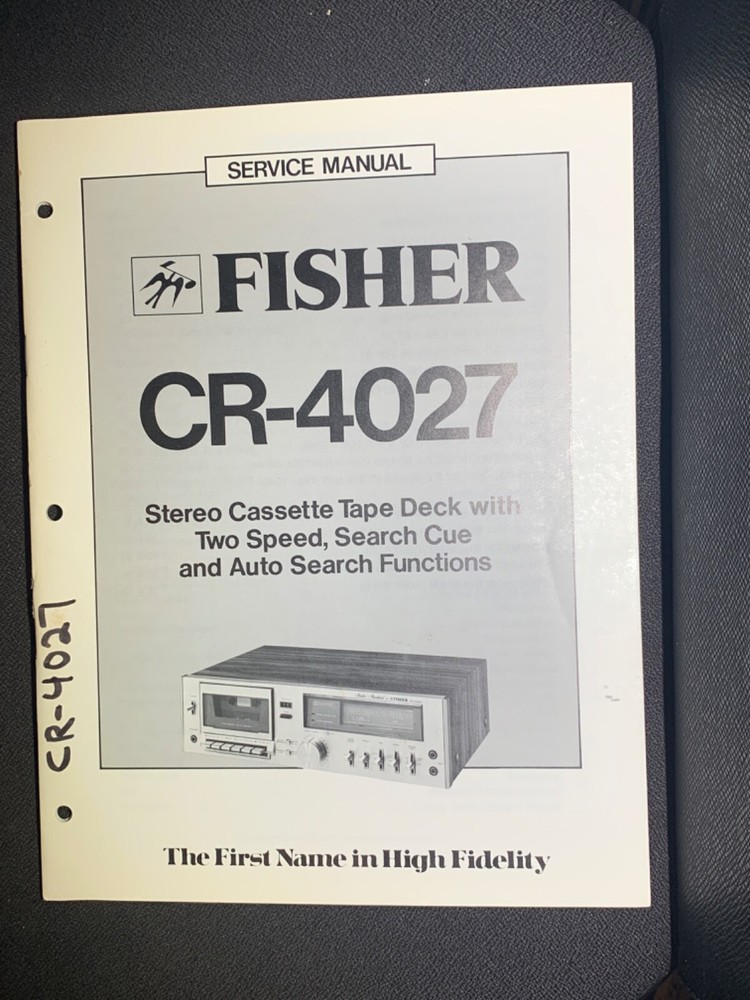 SERVICE MANUAL
FISHER
CR-4027
Stereo Cassette Tape Deck with
Two Speed, Search Cue
and Auto Search Functions
CR-4027
The First Name in High Fidelity